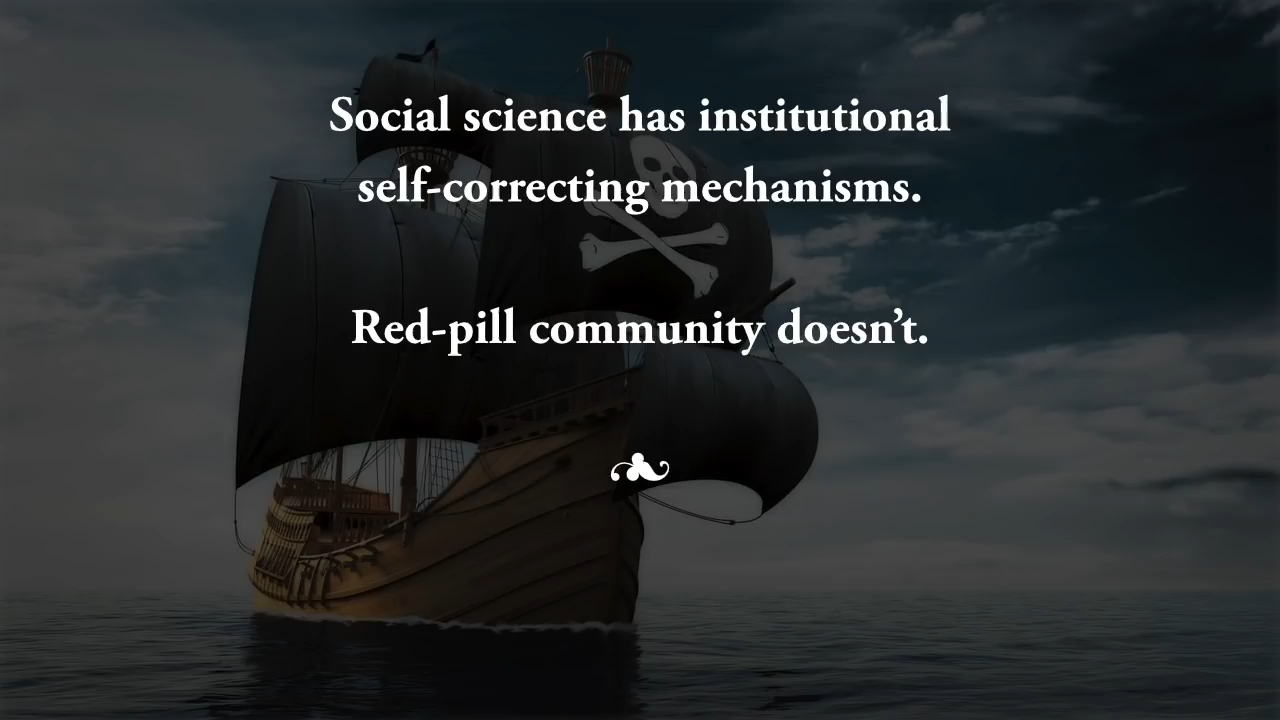 Social science has institutional
self-correcting mechanisms.
Red-pill community doesn’t.